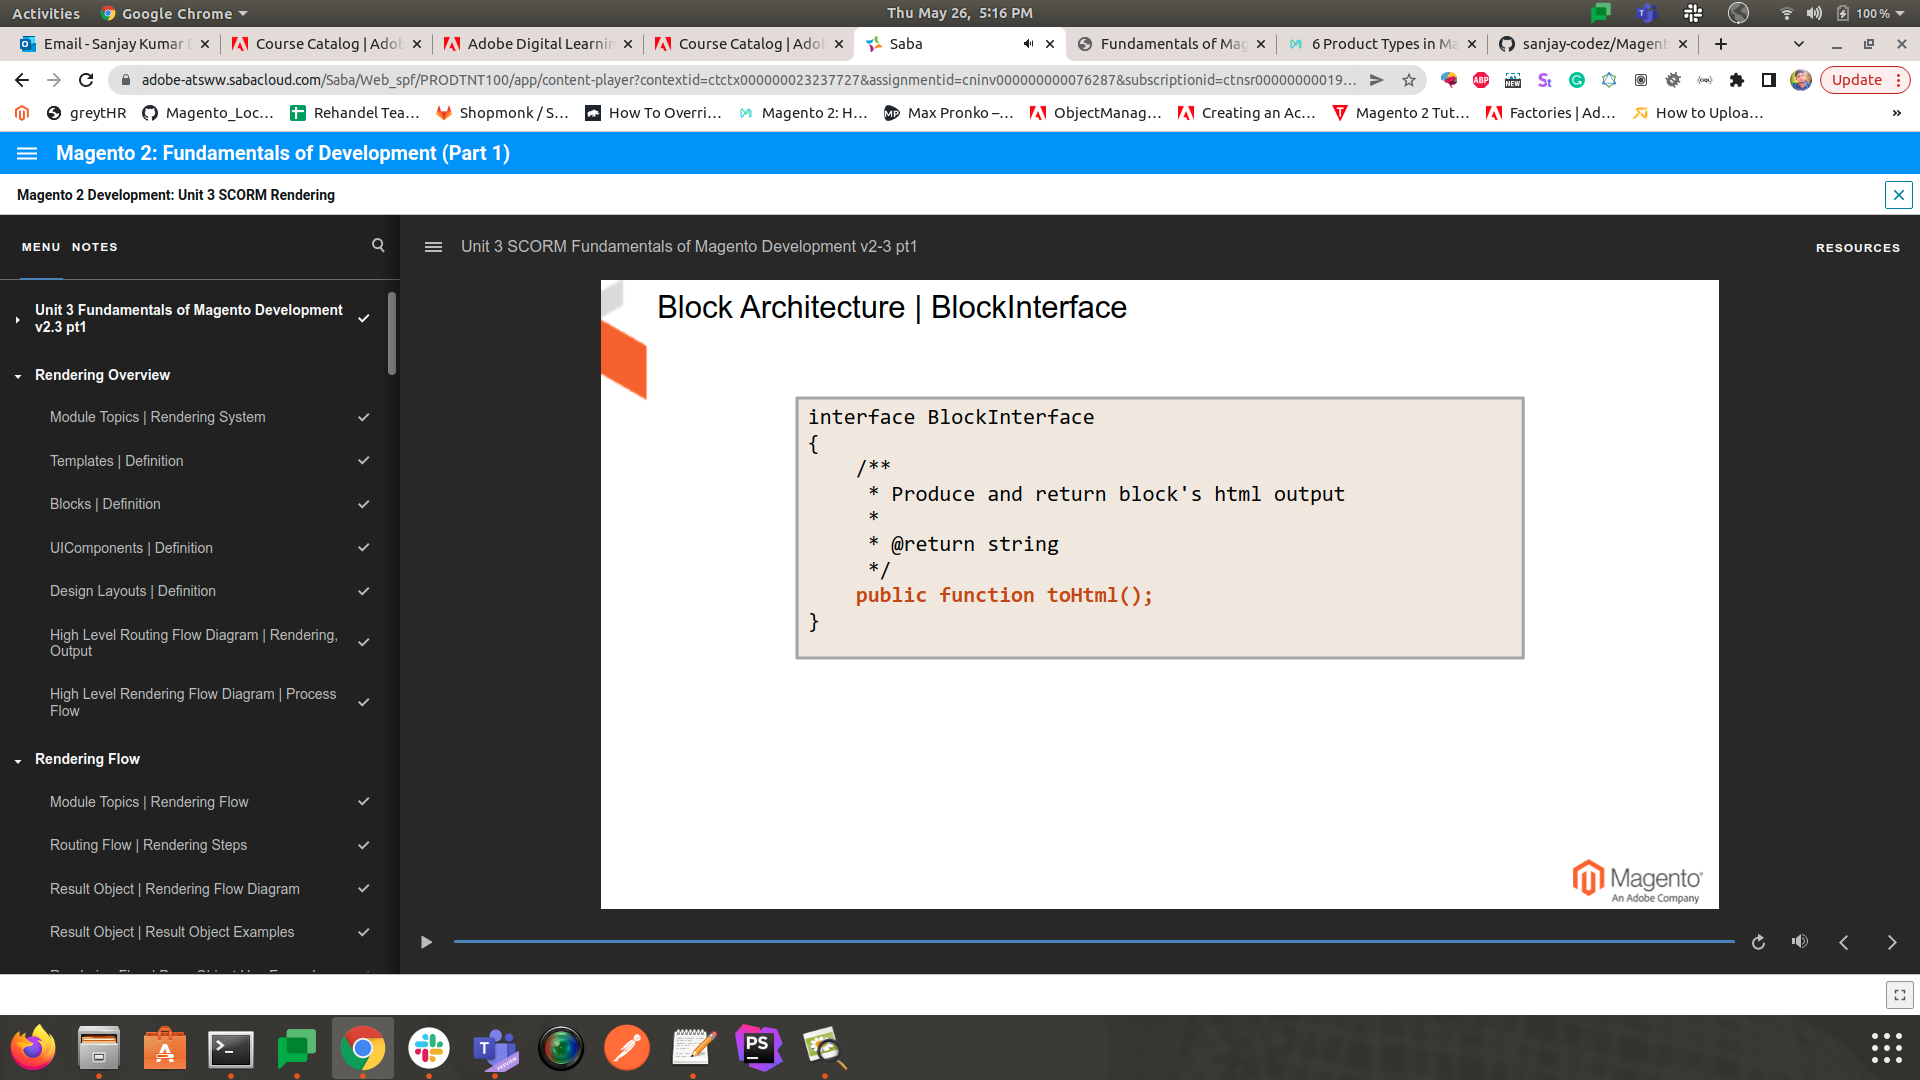 Activities
Google Chrome
Thu May 26, 5:16 PM
100 %
Email - Sanjay Kumar
Course Catalog | Adob
Adobe Digital Learnin
Course Catalog | Adob
Saba
Fundamentals of Mag
6 Product Types in Ma
sanjay-codez/Magent
adobe-atsww.sabacloud.com/Saba/Web_spf/PRODTNT100/app/content-player?contextid=ctctx000000023237727&assignmentid=cninv000000000076287&subscriptionid=ctnsr00000000019...
ABP
NEW
Update
greytHR
Magento_Loc...
Rehandel Tea...
Shopmonk / S...
How To Overri...
Magento 2: H...
Max Pronko –...
ObjectManag...
Creating an Ac...
Magento 2 Tut...
Factories | Ad...
How to Uploa...
»
Magento 2: Fundamentals of Development (Part 1)
Magento 2 Development: Unit 3 SCORM Rendering
MENU NOTES
Unit 3 SCORM Fundamentals of Magento Development v2-3 pt1
RESOURCES
Unit 3 Fundamentals of Magento Development
v2.3 pt1
Rendering Overview
Module Topics | Rendering System
Templates | Definition
Blocks | Definition
UIComponents | Definition
Design Layouts | Definition
High Level Routing Flow Diagram | Rendering,
Output
High Level Rendering Flow Diagram | Process
Flow
Rendering Flow
Module Topics | Rendering Flow
Routing Flow | Rendering Steps
Result Object | Rendering Flow Diagram
Result Object | Result Object Examples
Block Architecture | BlockInterface
interface BlockInterface
{
/**
* Produce and return block's html output
*
* @return string
*/
public function toHtml();
}
Magento
An Adobe Company
T
PREVIEW
PS